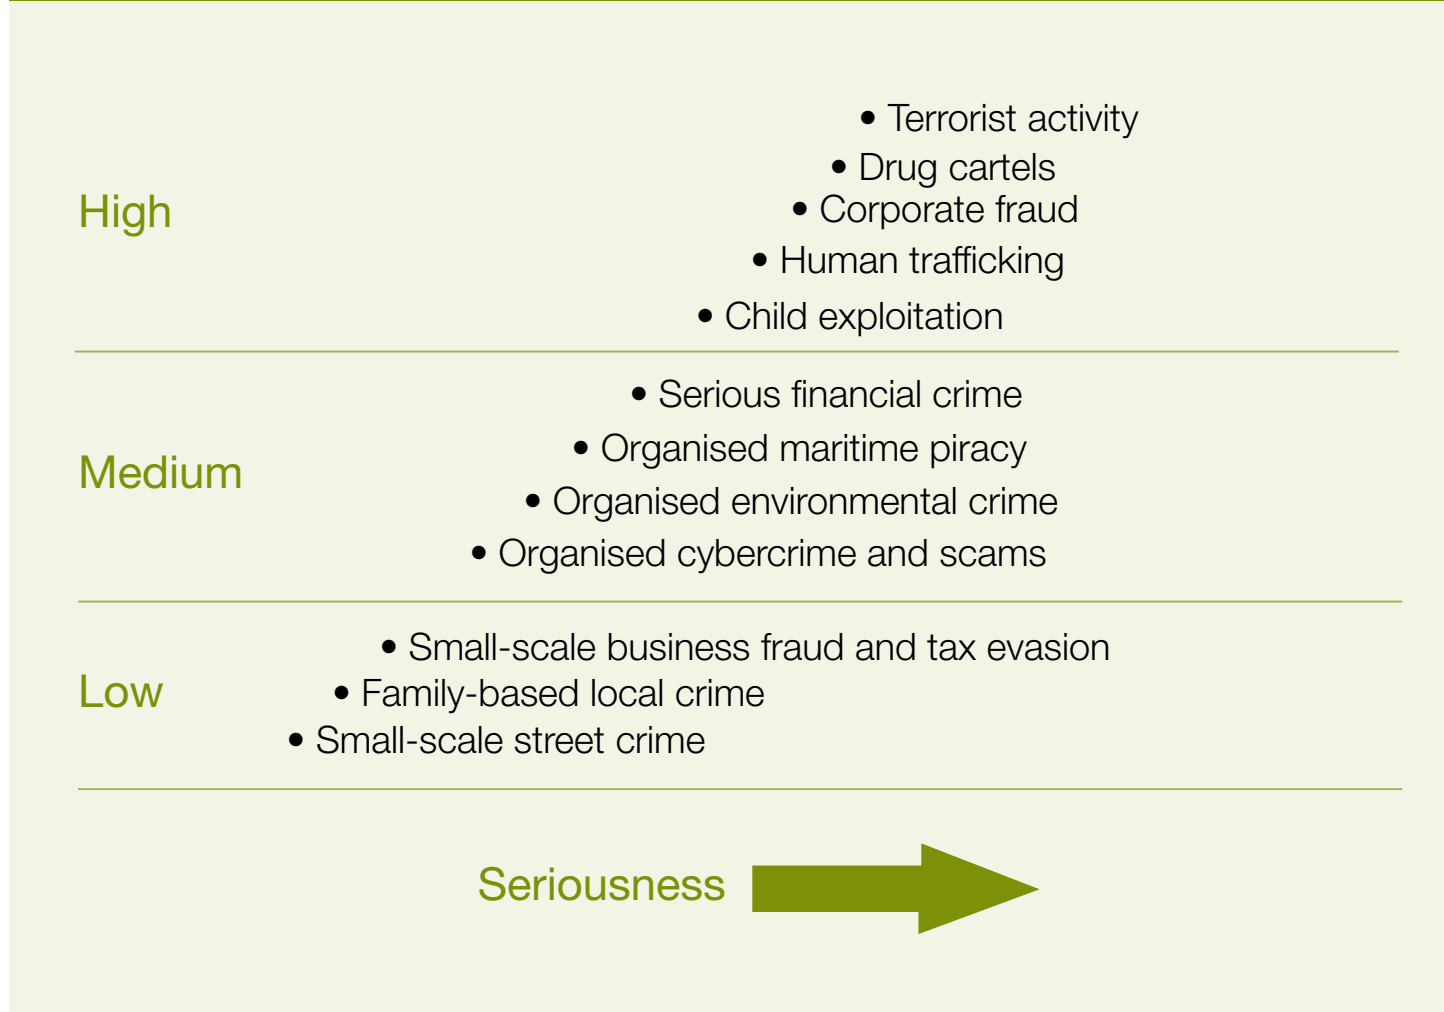 • Terrorist activity
• Drug cartels
High
• Corporate fraud
• Human trafficking
• Child exploitation
• Serious financial crime
• Organised maritime piracy
Medium
• Organised environmental crime
• Organised cybercrime and scams
• Small-scale business fraud and tax evasion
Low
• Family-based local crime
• Small-scale street crime
Seriousness